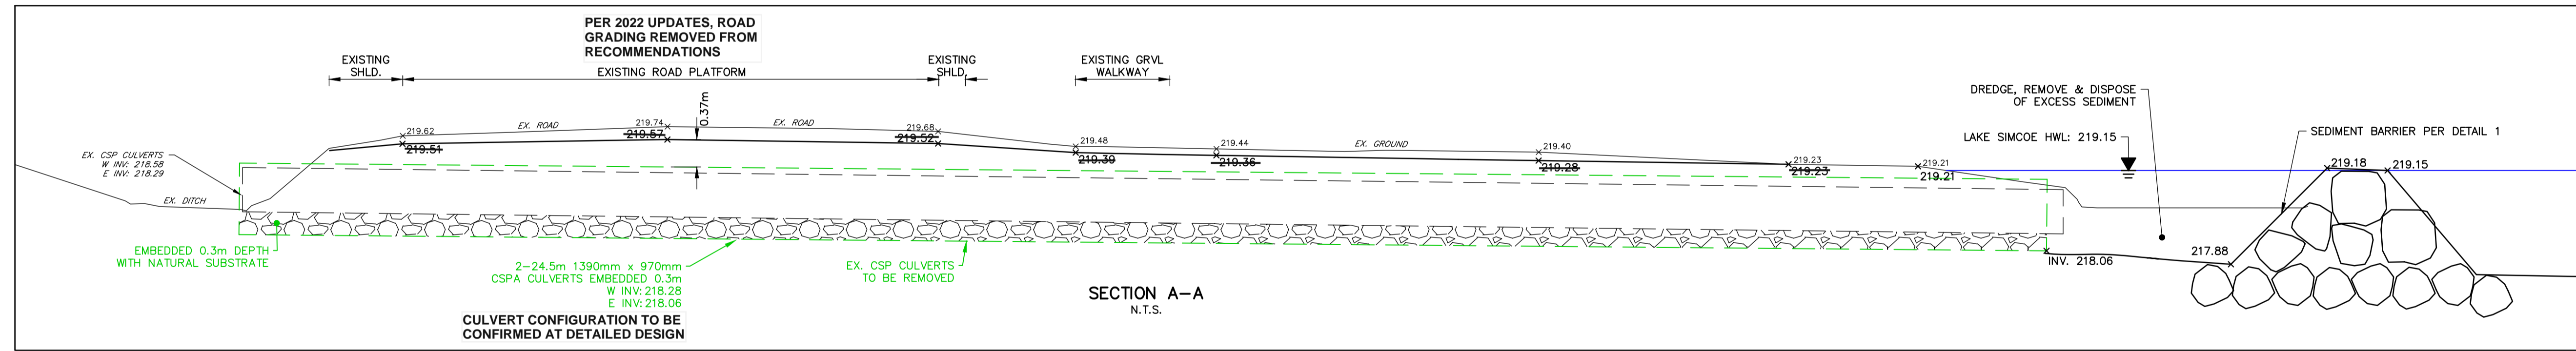 PER 2022 UPDATES, ROAD
GRADING REMOVED FROM
RECOMMENDATIONS
EXISTING
SHLD.
EXISTING ROAD PLATFORM
EXISTING
SHLD.
EXISTING GRVL
WALKWAY
0.37m
219.62
219.51
EX. ROAD
219.74
219.57
EX. ROAD
219.68
219.52
219.48
219.39
219.44
219.36
EX. GROUND
219.40
219.28
219.23
219.23
219.21
219.21
DREDGE, REMOVE & DISPOSE
OF EXCESS SEDIMENT
LAKE SIMCOE HWL: 219.15
SEDIMENT BARRIER PER DETAIL 1
219.18
219.15
EX. CSP CULVERTS
W INV: 218.58
E INV: 218.29
EX. DITCH
EMBEDDED 0.3m DEPTH
WITH NATURAL SUBSTRATE
2-24.5m 1390mm x 970mm
CSPA CULVERTS EMBEDDED 0.3m
W INV: 218.28
E INV: 218.06
EX. CSP CULVERTS
TO BE REMOVED
INV. 218.06
217.88
CULVERT CONFIGURATION TO BE
CONFIRMED AT DETAILED DESIGN
SECTION A-A
N.T.S.